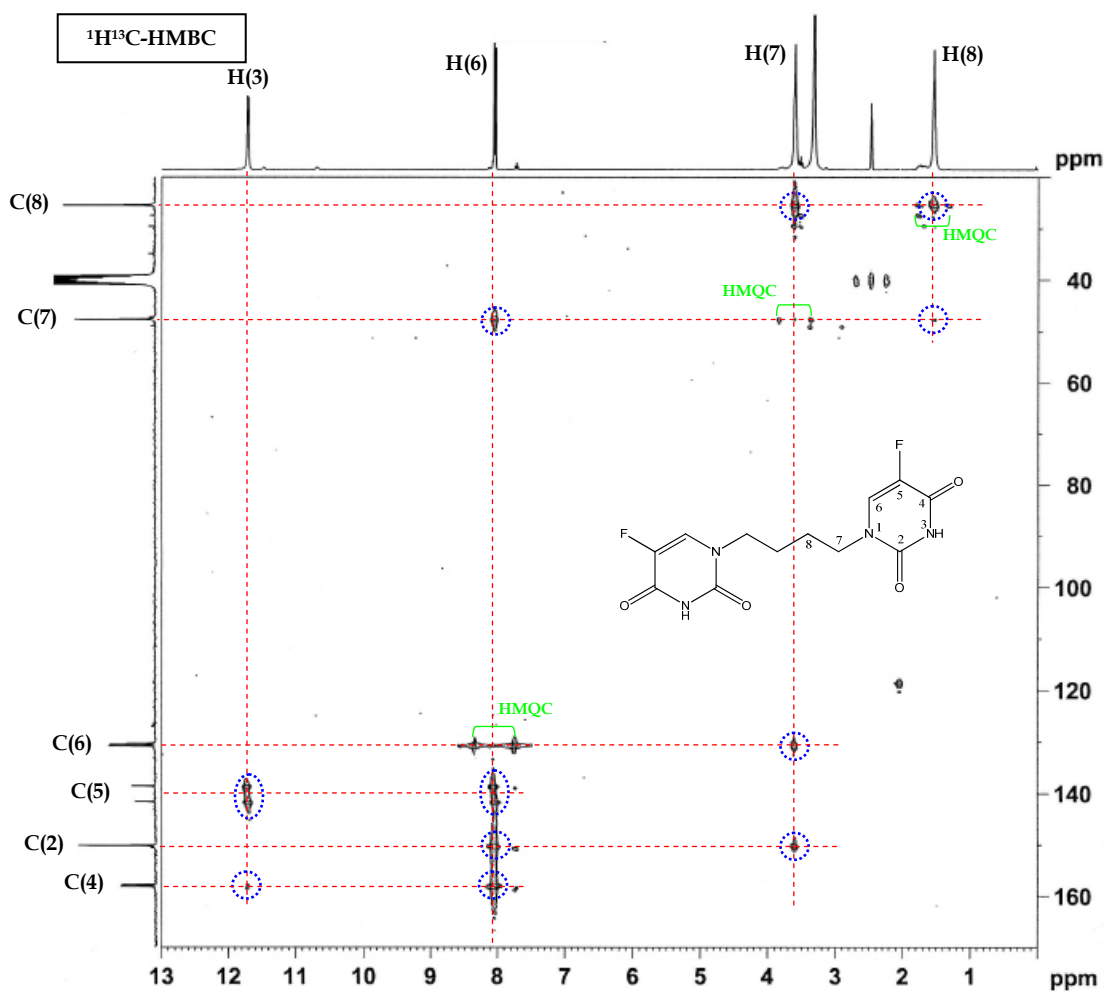 ¹H¹³C-HMBC
H(3)
H(6)
H(7)
H(8)
ppm
C(8)
HMQC
HMQC
40
C(7)
60
F
O
5
4
80
6
3
NH
N
1
F
8
7
2
N
O
100
O
N
H
O
120
HMQC
C(6)
C(5)
140
C(2)
C(4)
160
13 12 11 10 9 8 7 6 5 4 3 2 1 ppm